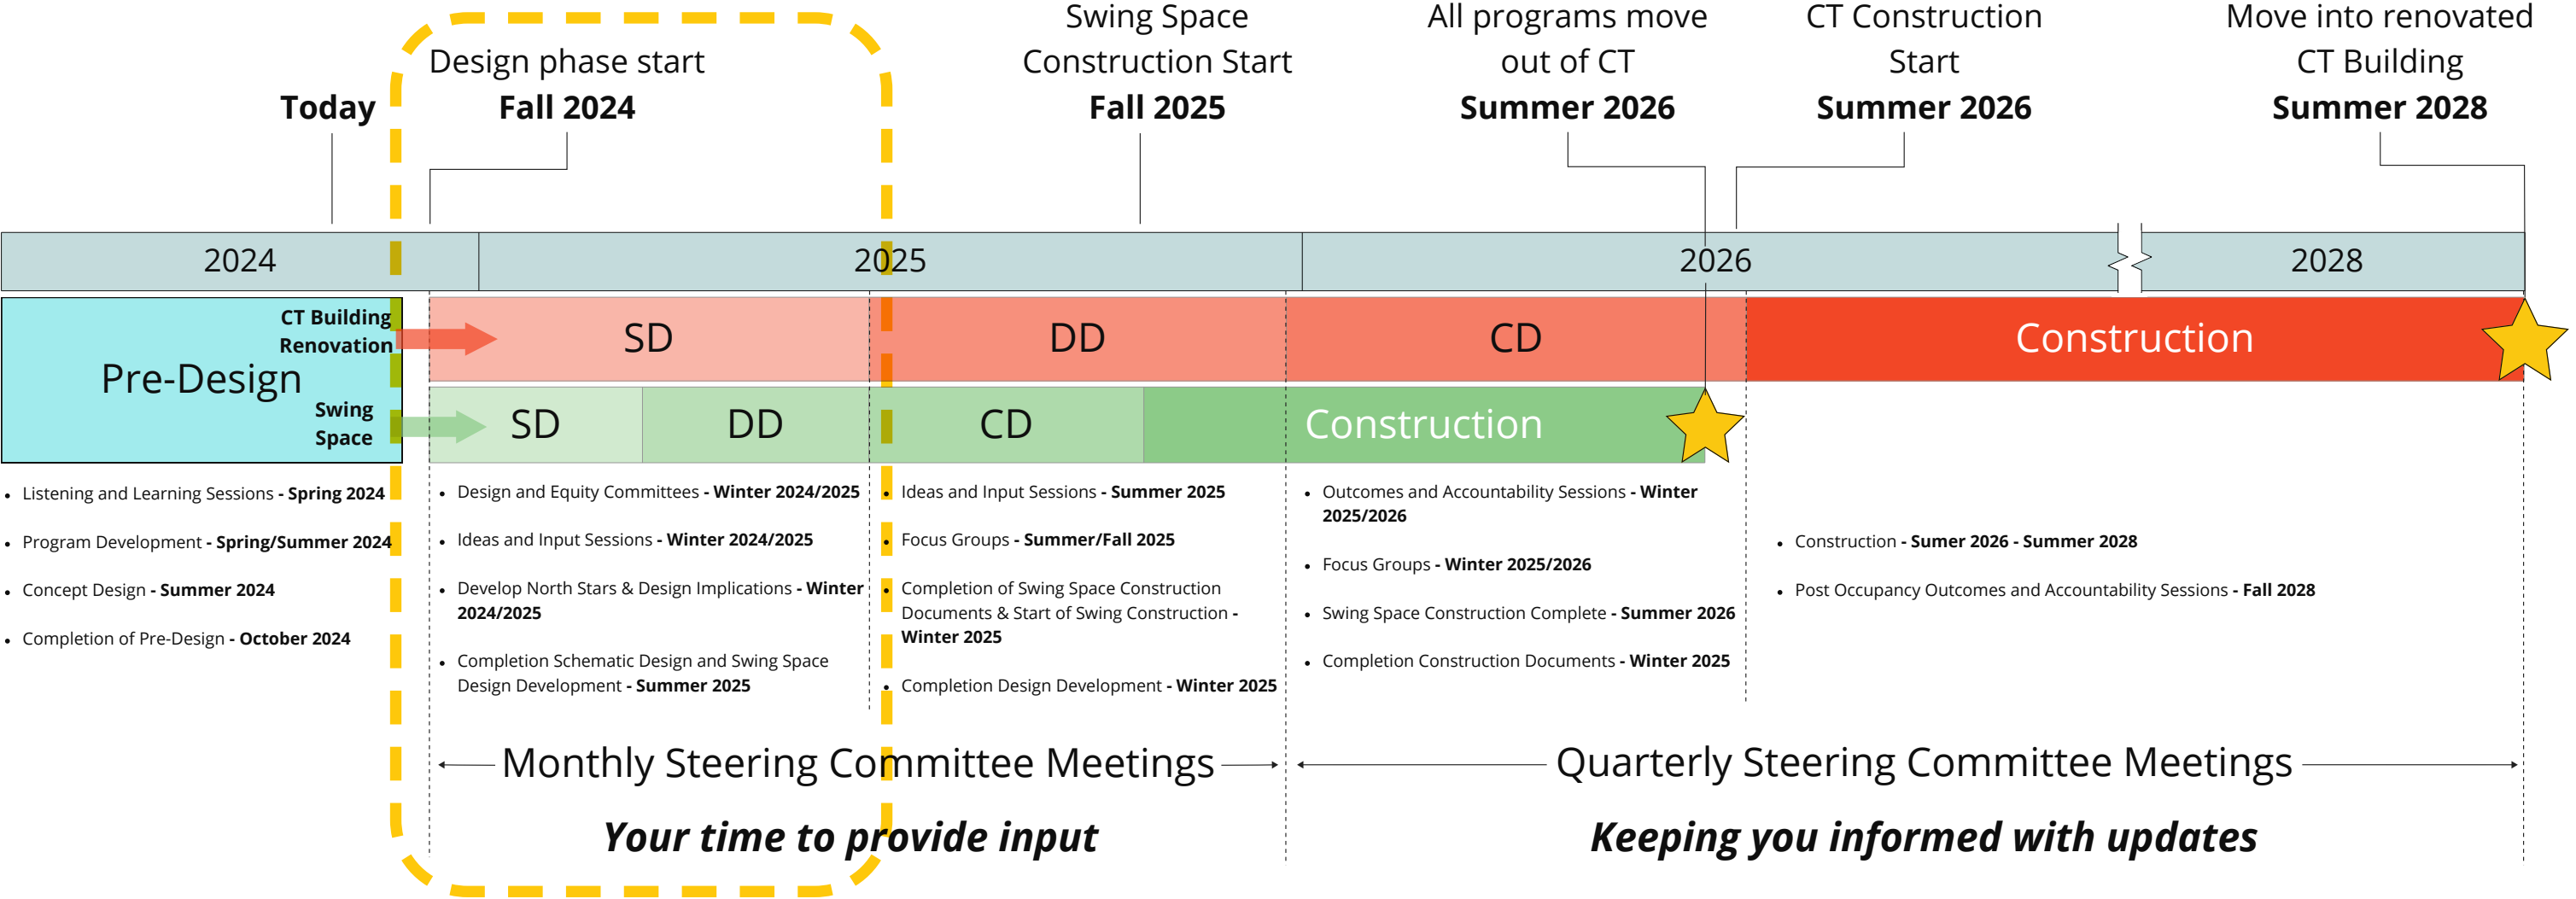 Today
Design phase start
Fall 2024
Swing Space
Construction Start
Fall 2025
All programs move
out of CT
Summer 2026
CT Construction
Start
Summer 2026
Move into renovated
CT Building
Summer 2028
2024
2025
2026
2028
Pre-Design
CT Building
Renovation
Swing
Space
SD
DD
CD
Construction
SD
DD
CD
Construction
• Listening and Learning Sessions - Spring 2024
• Program Development - Spring/Summer 2024
• Concept Design - Summer 2024
• Completion of Pre-Design - October 2024
• Design and Equity Committees - Winter 2024/2025
• Ideas and Input Sessions - Winter 2024/2025
• Develop North Stars & Design Implications - Winter
2024/2025
• Completion Schematic Design and Swing Space
Design Development - Summer 2025
• Ideas and Input Sessions - Summer 2025
• Focus Groups - Summer/Fall 2025
• Completion of Swing Space Construction
Documents & Start of Swing Construction -
Winter 2025
• Completion Design Development - Winter 2025
• Outcomes and Accountability Sessions - Winter
2025/2026
• Focus Groups - Winter 2025/2026
• Swing Space Construction Complete - Summer 2026
• Completion Construction Documents - Winter 2025
• Construction - Sumer 2026 - Summer 2028
• Post Occupancy Outcomes and Accountability Sessions - Fall 2028
Monthly Steering Committee Meetings
Quarterly Steering Committee Meetings
Your time to provide input
Keeping you informed with updates